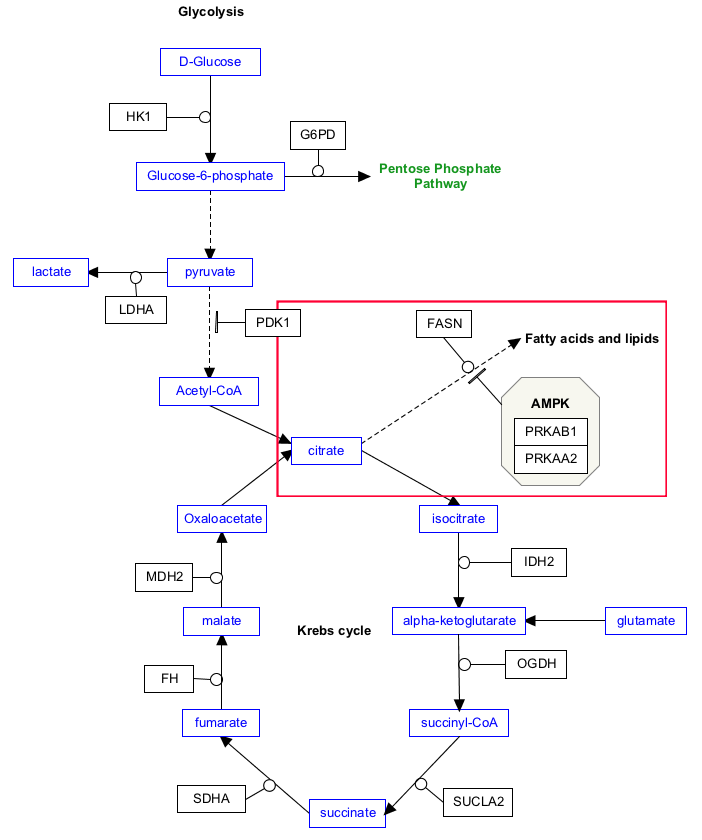 Glycolysis
D-Glucose
HK1
G6PD
Glucose-6-phosphate
Pentose Phosphate
Pathway
lactate
pyruvate
LDHA
PDK1
FASN
Fatty acids and lipids
Acetyl-CoA
AMPK
PRKAB1
PRKAA2
citrate
Oxaloacetate
isocitrate
MDH2
IDH2
malate
Krebs cycle
alpha-ketoglutarate
glutamate
FH
OGDH
fumarate
succinyl-CoA
SDHA
SUCLA2
succinate